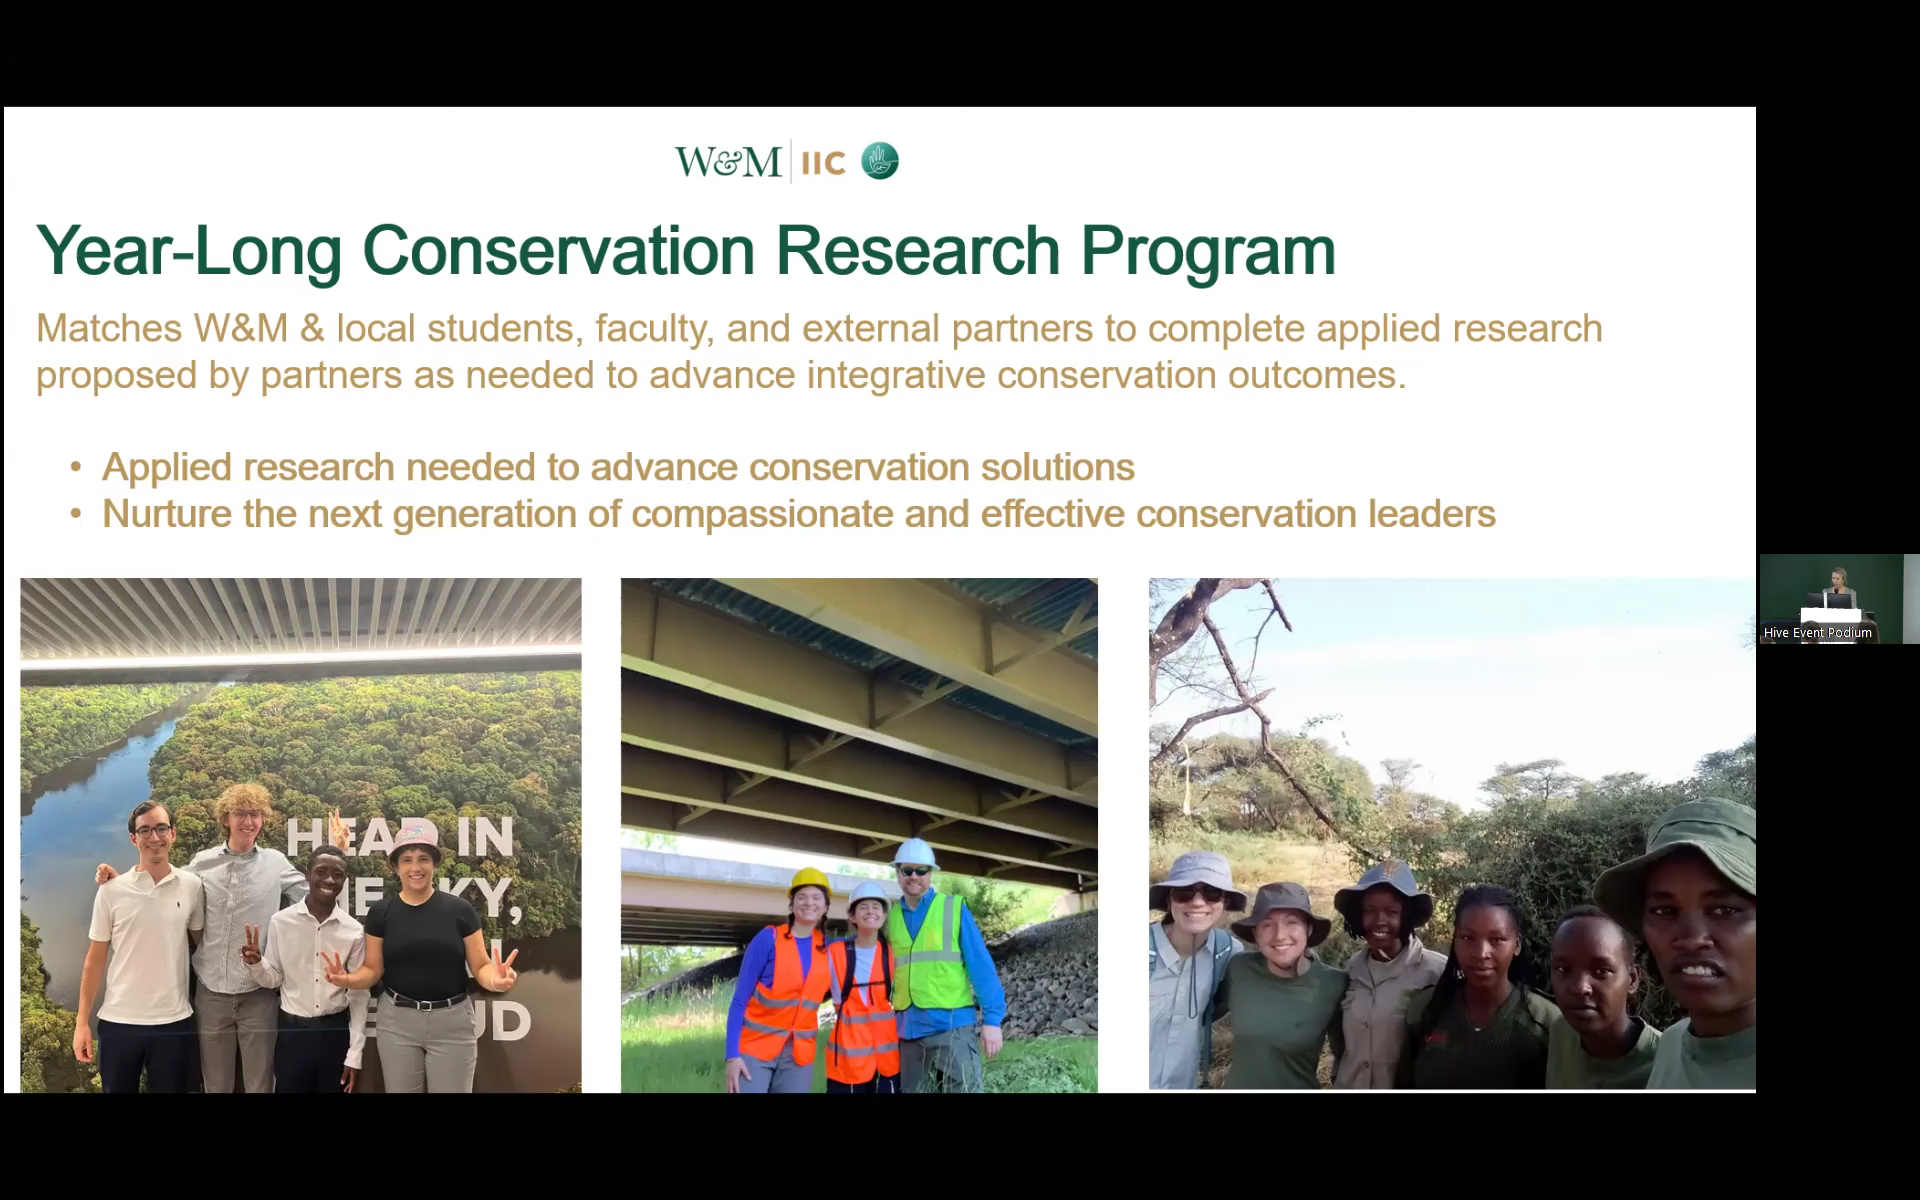 W&M IIC
Year-Long Conservation Research Program
Matches W&M & local students, faculty, and external partners to complete applied research
proposed by partners as needed to advance integrative conservation outcomes.
• Applied research needed to advance conservation solutions
• Nurture the next generation of compassionate and effective conservation leaders
Hive Event Podium
HEAD IN